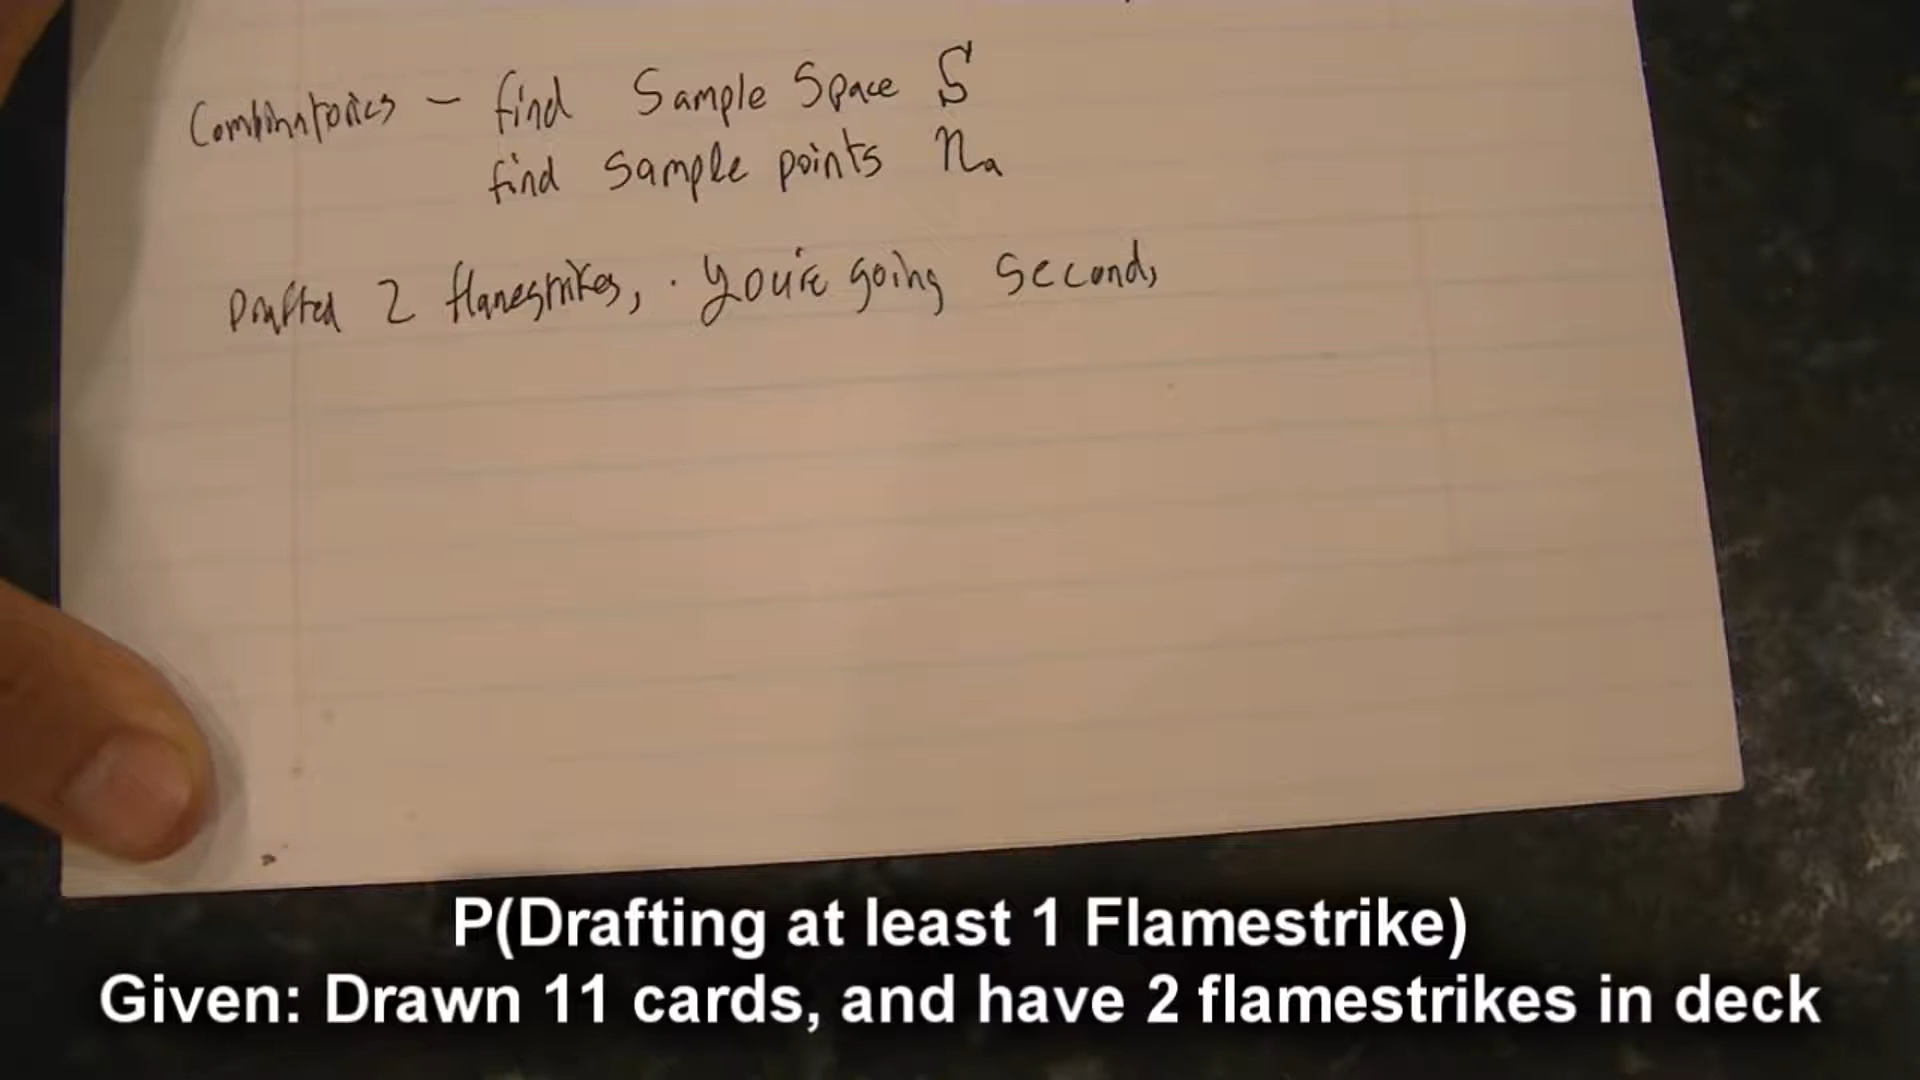 Combinatorics – find Sample Space S
find sample points na
Drafted 2 flamestrikes, . you're going second,
P(Drafting at least 1 Flamestrike)
Given: Drawn 11 cards, and have 2 flamestrikes in deck